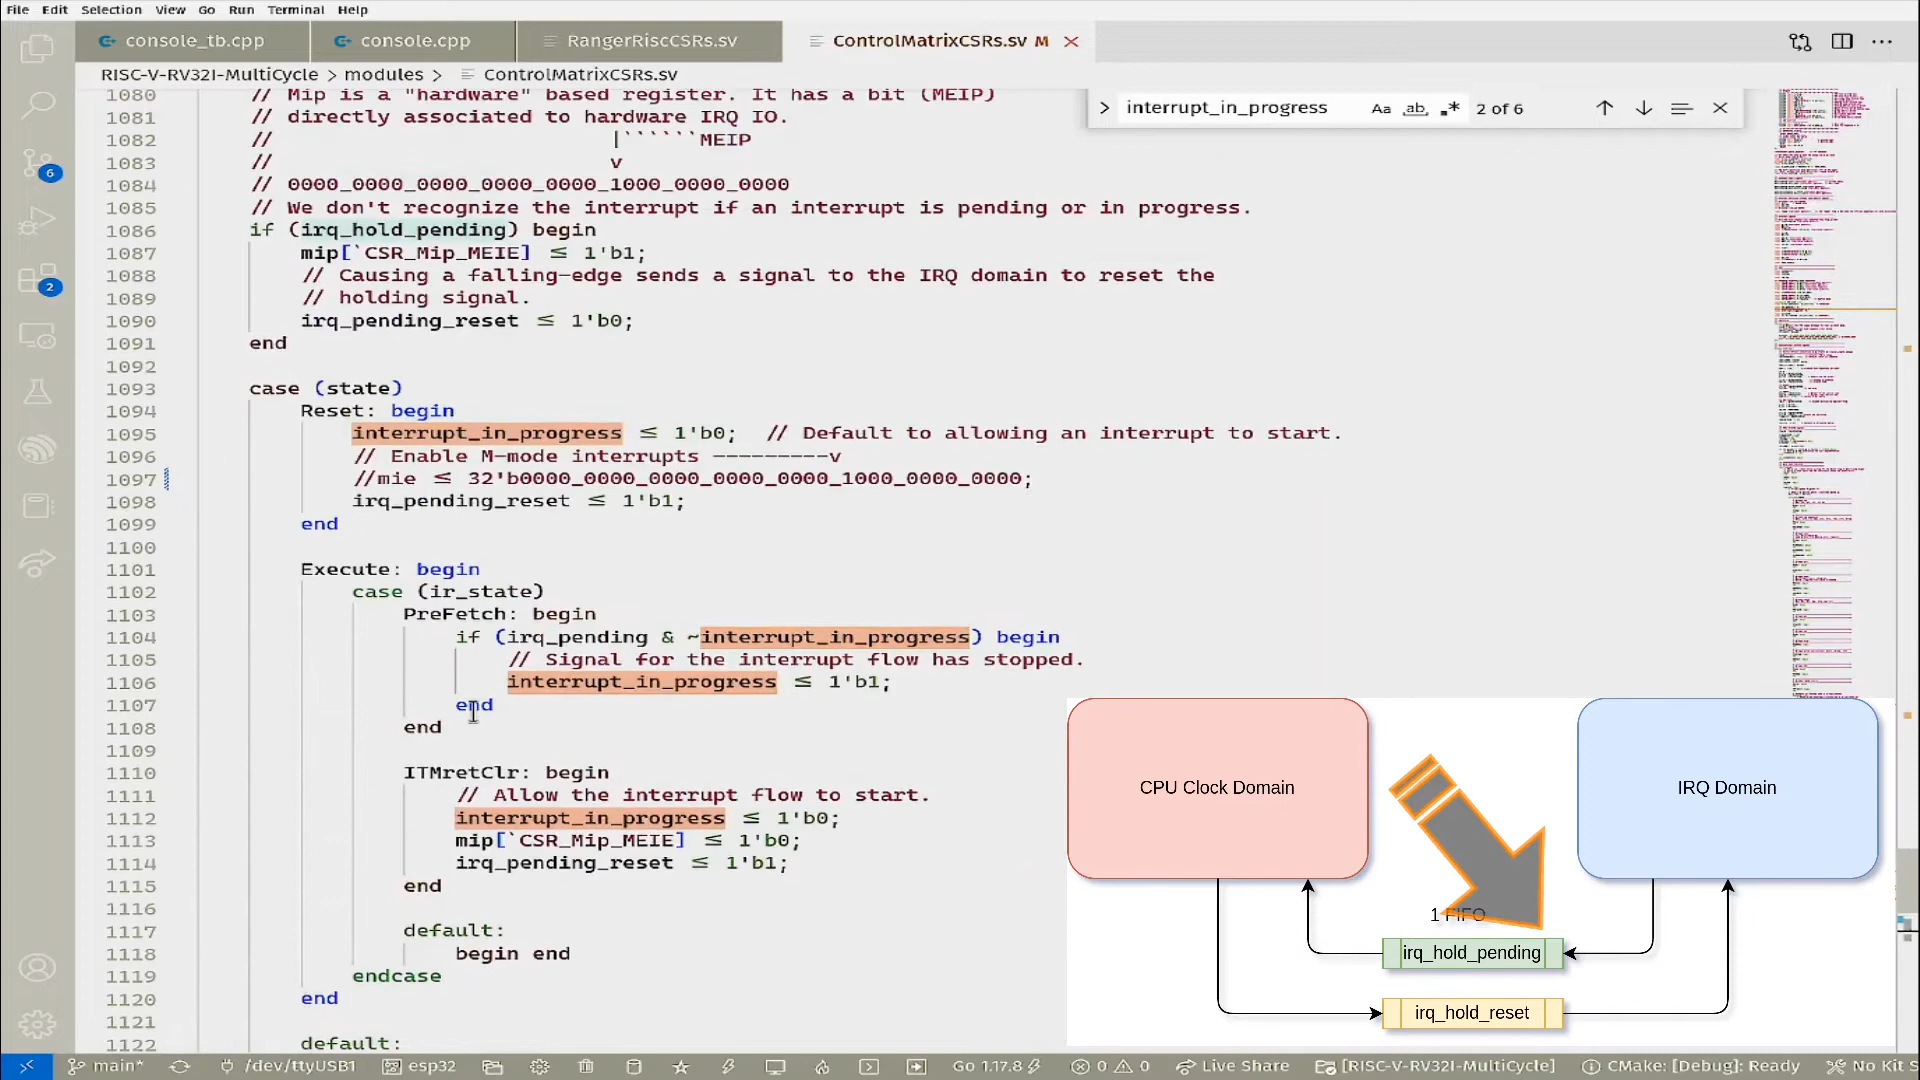 File Edit Selection View Go Run Terminal Help
console_tb.cpp console.cpp RangerRiscCSRs.sv ControlMatrixCSRs.sv M
RISC-V-RV32I-MultiCycle > modules > ControlMatrixCSRs.sv
interrupt_in_progress Aa ab, .* 2 of 6
1080 // Mip is a "hardware" based register. It has a bit (MEIP)
1081 // directly associated to hardware IRQ IO.
1082 // |``````MEIP
1083 // v
1084 // 0000_0000_0000_0000_0000_1000_0000_0000
1085 // We don't recognize the interrupt if an interrupt is pending or in progress.
1086 if (irq_hold_pending) begin
1087 mip[`CSR_Mip_MEIE] ≤ 1'b1;
1088 // Causing a falling-edge sends a signal to the IRQ domain to reset the
1089 // holding signal.
1090 irq_pending_reset ≤ 1'b0;
1091 end
1092
1093 case (state)
1094 Reset: begin
1095 interrupt_in_progress ≤ 1'b0; // Default to allowing an interrupt to start.
1096 // Enable M-mode interrupts ---------v
1097 //mie ≤ 32'b0000_0000_0000_0000_0000_1000_0000_0000;
1098 irq_pending_reset ≤ 1'b1;
1099 end
1100
1101 Execute: begin
1102 case (ir_state)
1103 PreFetch: begin
1104 if (irq_pending & ~interrupt_in_progress) begin
1105 // Signal for the interrupt flow has stopped.
1106 interrupt_in_progress ≤ 1'b1;
1107 end
1108 end
1109
1110 ITMretClr: begin
1111 // Allow the interrupt flow to start.
1112 interrupt_in_progress ≤ 1'b0;
1113 mip[`CSR_Mip_MEIE] ≤ 1'b0;
1114 irq_pending_reset ≤ 1'b1;
1115 end
1116
1117 default:
1118 begin end
1119 endcase
1120 end
1121
1122 default:
6
2
CPU Clock Domain
IRQ Domain
1 FIFO
irq_hold_pending
irq_hold_reset
main* /dev/ttyUSB1 esp32 Go 1.17.8 0 0 Live Share [RISC-V-RV32I-MultiCycle] CMake: [Debug]: Ready No Kit S